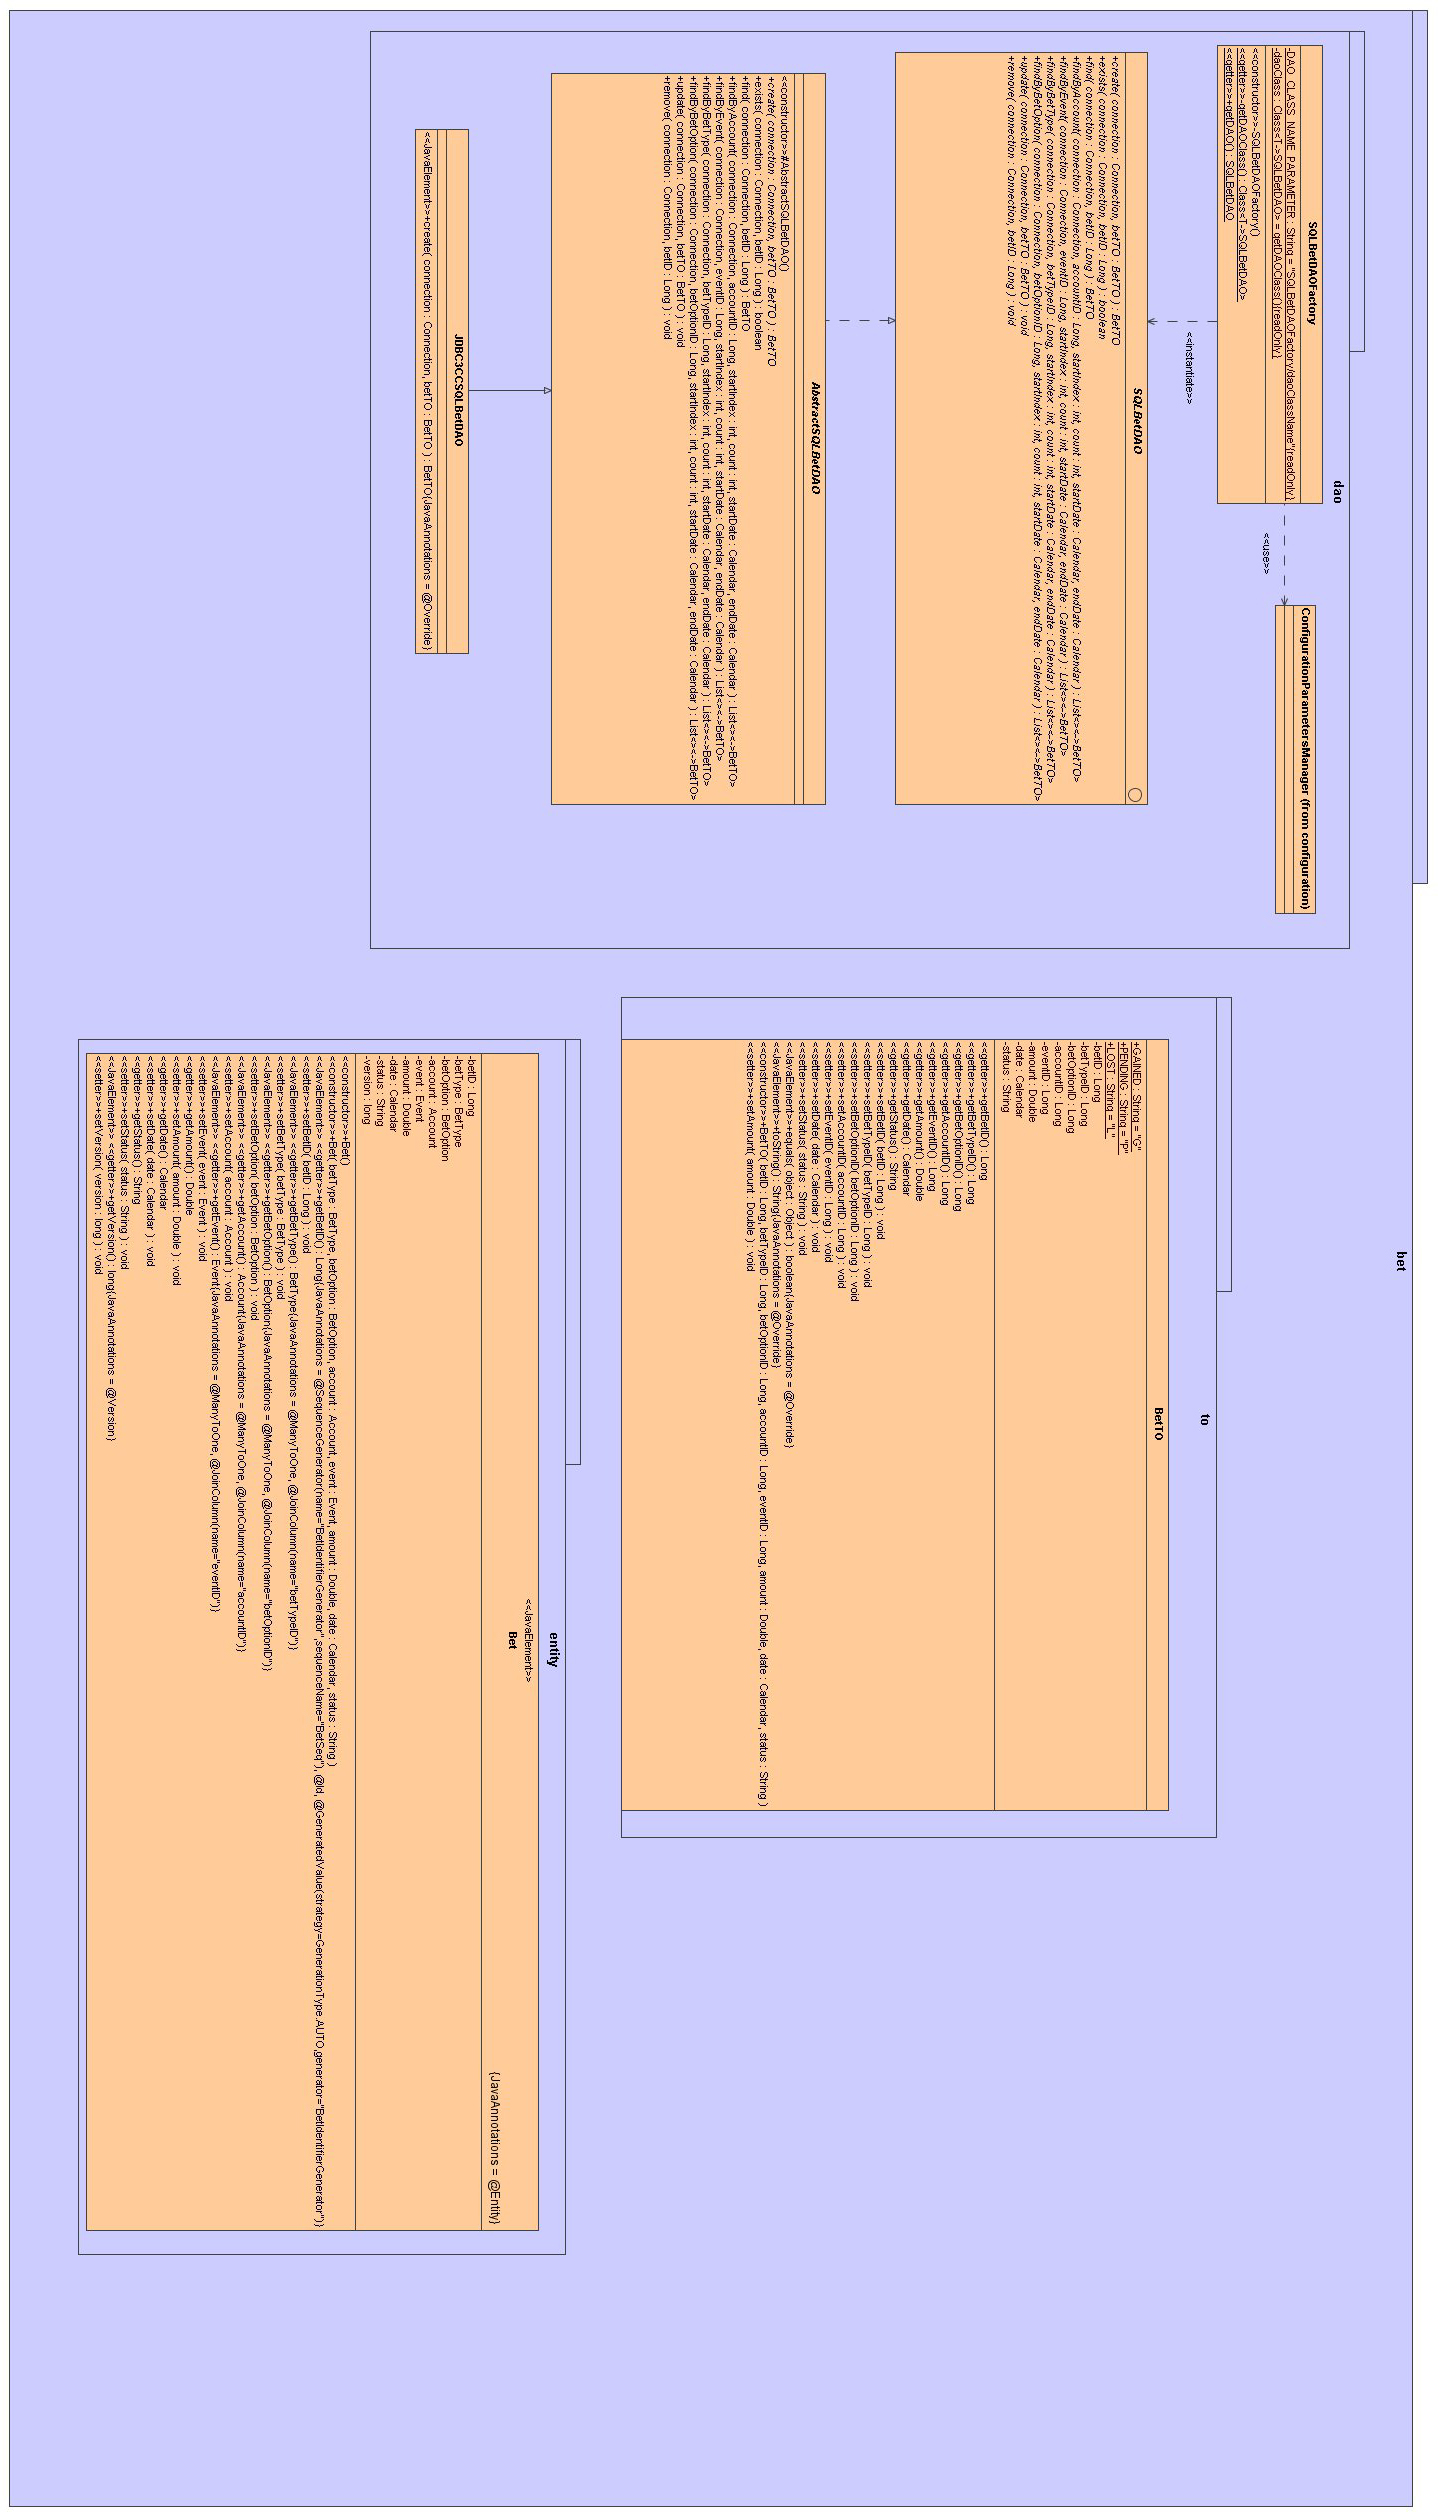 bet
dao
SQLBetDAOFactory
-DAO_CLASS_NAME_PARAMETER : String = "SQLBetDAOFactory/daoClassName"{readOnly}
-daoClass : Class<T->SQLBetDAO> = getDAOClass(){readOnly}
<<constructor>>-SQLBetDAOFactory()
<<getter>>-getDAOClass() : Class<T->SQLBetDAO>
<<getter>>+getDAO() : SQLBetDAO
<<use>>
ConfigurationParametersManager (from configuration)
<<instantiate>>
SQLBetDAO
+create( connection : Connection, betTO : BetTO ) : BetTO
+exists( connection : Connection, betID : Long ) : boolean
+find( connection : Connection, betID : Long ) : BetTO
+findByAccount( connection : Connection, accountID : Long, startIndex : int, count : int, startDate : Calendar, endDate : Calendar ) : List<><->BetTO>
+findByEvent( connection : Connection, eventID : Long, startIndex : int, count : int, startDate : Calendar, endDate : Calendar ) : List<><->BetTO>
+findByBetType( connection : Connection, betTypeID : Long, startIndex : int, count : int, startDate : Calendar, endDate : Calendar ) : List<><->BetTO>
+findByBetOption( connection : Connection, betOptionID : Long, startIndex : int, count : int, startDate : Calendar, endDate : Calendar ) : List<><->BetTO>
+update( connection : Connection, betTO : BetTO ) : void
+remove( connection : Connection, betID : Long ) : void
AbstractSQLBetDAO
<<constructor>>#AbstractSQLBetDAO()
+create( connection : Connection, betTO : BetTO ) : BetTO
+exists( connection : Connection, betID : Long ) : boolean
+find( connection : Connection, betID : Long ) : BetTO
+findByAccount( connection : Connection, accountID : Long, startIndex : int, count : int, startDate : Calendar, endDate : Calendar ) : List<><->BetTO>
+findByEvent( connection : Connection, eventID : Long, startIndex : int, count : int, startDate : Calendar, endDate : Calendar ) : List<><->BetTO>
+findByBetType( connection : Connection, betTypeID : Long, startIndex : int, count : int, startDate : Calendar, endDate : Calendar ) : List<><->BetTO>
+findByBetOption( connection : Connection, betOptionID : Long, startIndex : int, count : int, startDate : Calendar, endDate : Calendar ) : List<><->BetTO>
+update( connection : Connection, betTO : BetTO ) : void
+remove( connection : Connection, betID : Long ) : void
JDBC3CCSQLBetDAO
<<JavaElement>>+create( connection : Connection, betTO : BetTO ) : BetTO{JavaAnnotations = @Override}
to
BetTO
+GAINED : String = "G"
+PENDING : String = "P"
+LOST : String = "L"
-betID : Long
-betTypeID : Long
-betOptionID : Long
-accountID : Long
-eventID : Long
-amount : Double
-date : Calendar
-status : String
<<getter>>+getBetID() : Long
<<getter>>+getBetTypeID() : Long
<<getter>>+getBetOptionID() : Long
<<getter>>+getAccountID() : Long
<<getter>>+getEventID() : Long
<<getter>>+getAmount() : Double
<<getter>>+getDate() : Calendar
<<getter>>+getStatus() : String
<<setter>>+setBetID( betID : Long ) : void
<<setter>>+setBetTypeID( betTypeID : Long ) : void
<<setter>>+setBetOptionID( betOptionID : Long ) : void
<<setter>>+setAccountID( accountID : Long ) : void
<<setter>>+setEventID( eventID : Long ) : void
<<setter>>+setDate( date : Calendar ) : void
<<setter>>+setStatus( status : String ) : void
<<JavaElement>>+equals( object : Object ) : boolean{JavaAnnotations = @Override}
<<JavaElement>>+toString() : String{JavaAnnotations = @Override}
<<constructor>>+BetTO( betID : Long, betTypeID : Long, betOptionID : Long, accountID : Long, eventID : Long, amount : Double, date : Calendar, status : String )
<<setter>>+setAmount( amount : Double ) : void
entity
<<JavaElement>>
Bet
{JavaAnnotations = @Entity}
-betID : Long
-betType : BetType
-betOption : BetOption
-account : Account
-event : Event
-amount : Double
-date : Calendar
-status : String
-version : long
<<constructor>>+Bet()
<<constructor>>+Bet( betType : BetType, betOption : BetOption, account : Account, event : Event, amount : Double, date : Calendar, status : String )
<<JavaElement>> <<getter>>+getBetID() : Long{JavaAnnotations = @SequenceGenerator(name="BetIdentifierGenerator",sequenceName="BetSeq"), @Id, @GeneratedValue(strategy=GenerationType.AUTO,generator="BetIdentifierGenerator")}
<<setter>>+setBetID( betID : Long ) : void
<<JavaElement>> <<getter>>+getBetType() : BetType{JavaAnnotations = @ManyToOne, @JoinColumn(name="betTypeID")}
<<setter>>+setBetType( betType : BetType ) : void
<<JavaElement>> <<getter>>+getBetOption() : BetOption{JavaAnnotations = @ManyToOne, @JoinColumn(name="betOptionID")}
<<setter>>+setBetOption( betOption : BetOption ) : void
<<JavaElement>> <<getter>>+getAccount() : Account{JavaAnnotations = @ManyToOne, @JoinColumn(name="accountID")}
<<setter>>+setAccount( account : Account ) : void
<<JavaElement>> <<getter>>+getEvent() : Event{JavaAnnotations = @ManyToOne, @JoinColumn(name="eventID")}
<<setter>>+setEvent( event : Event ) : void
<<getter>>+getAmount() : Double
<<setter>>+setAmount( amount : Double ) : void
<<getter>>+getDate() : Calendar
<<setter>>+setDate( date : Calendar ) : void
<<getter>>+getStatus() : String
<<setter>>+setStatus( status : String ) : void
<<JavaElement>> <<getter>>+getVersion() : long{JavaAnnotations = @Version}
<<setter>>+setVersion( version : long ) : void